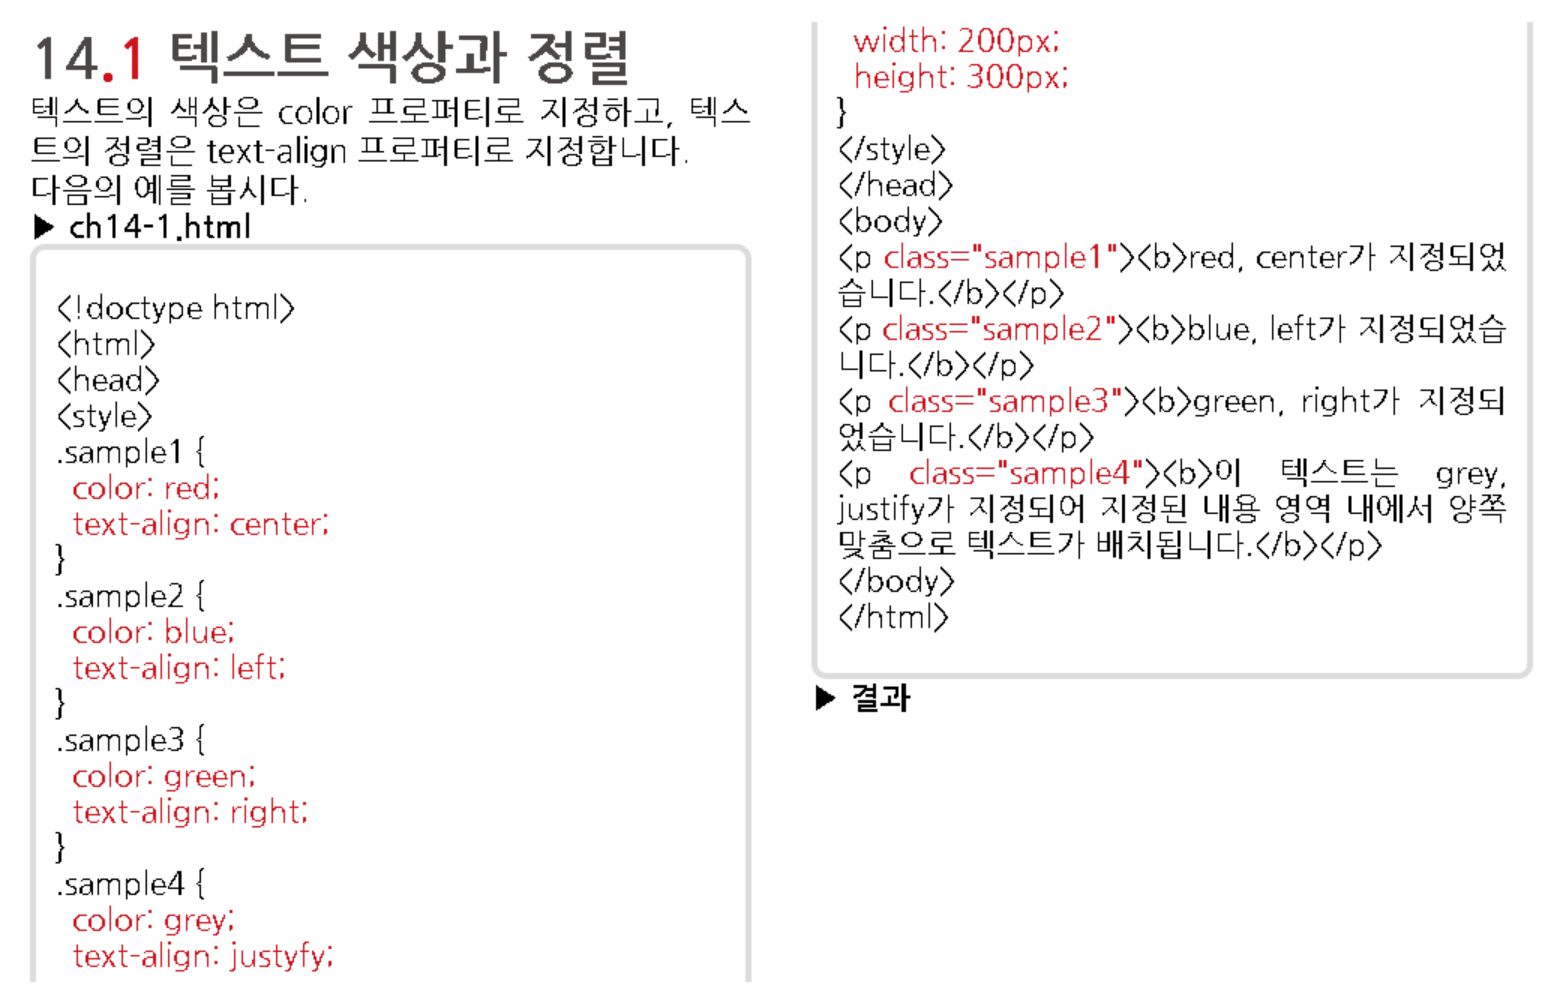 14.1 텍스트 색상과 정렬
텍스트의 색상은 color 프로퍼티로 지정하고, 텍스
트의 정렬은 text-align 프로퍼티로 지정합니다.
다음의 예를 봅시다.
▶ ch14-1.html
<!doctype html>
<html>
<head>
<style>
.sample1 {
color: red;
text-align: center;
}
.sample2 {
color: blue;
text-align: left;
}
.sample3 {
color: green;
text-align: right;
}
.sample4 {
color: grey;
text-align: justyfy;
width: 200px;
height: 300px;
}
</style>
</head>
<body>
<p class="sample1"><b>red, center가 지정되었
습니다.</b></p>
<p class="sample2"><b>blue, left가 지정되었습
니다.</b></p>
<p class="sample3"><b>green, right가 지정되
었습니다.</b></p>
<p class="sample4"><b>이 텍스트는 grey,
justify가 지정되어 지정된 내용 영역 내에서 양쪽
맞춤으로 텍스트가 배치됩니다.</b></p>
</body>
</html>
▶ 결과